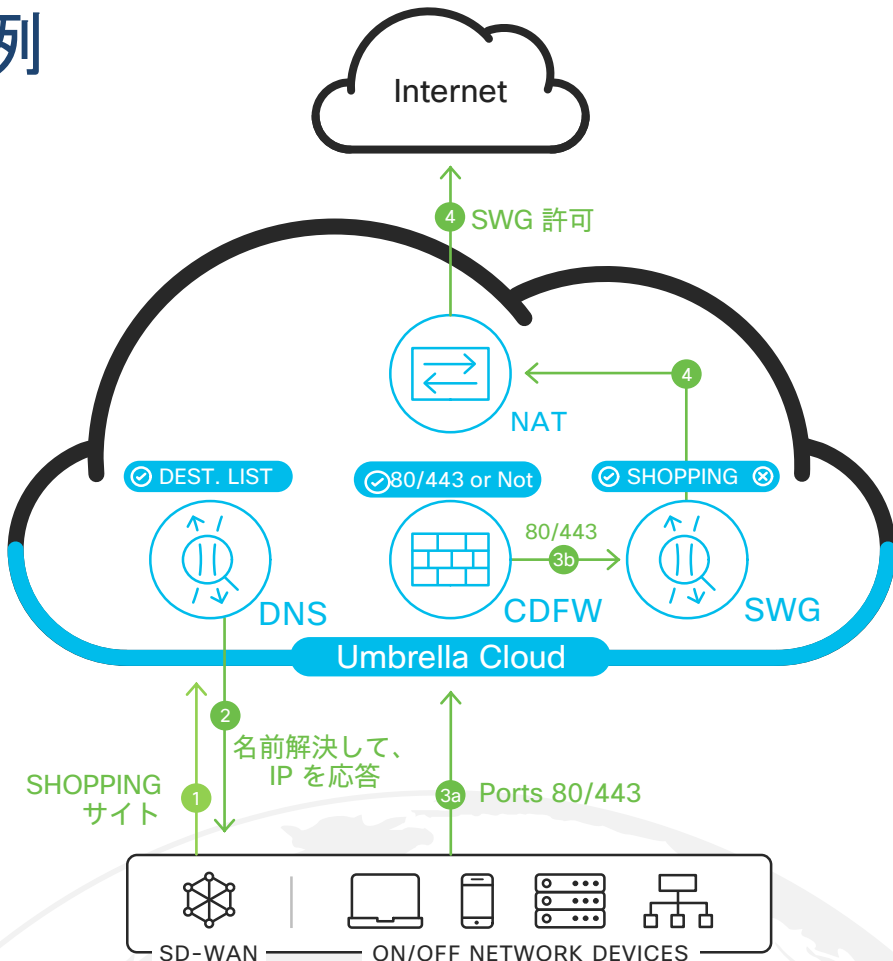 列
Internet
4 SWG 許可
4
NAT
DEST. LIST
80/443 or Not
SHOPPING
80/443
3b
DNS
CDFW
SWG
Umbrella Cloud
2
名前解決して、
IP を応答
SHOPPING
サイト
1
3a Ports 80/443
SD-WAN
ON/OFF NETWORK DEVICES